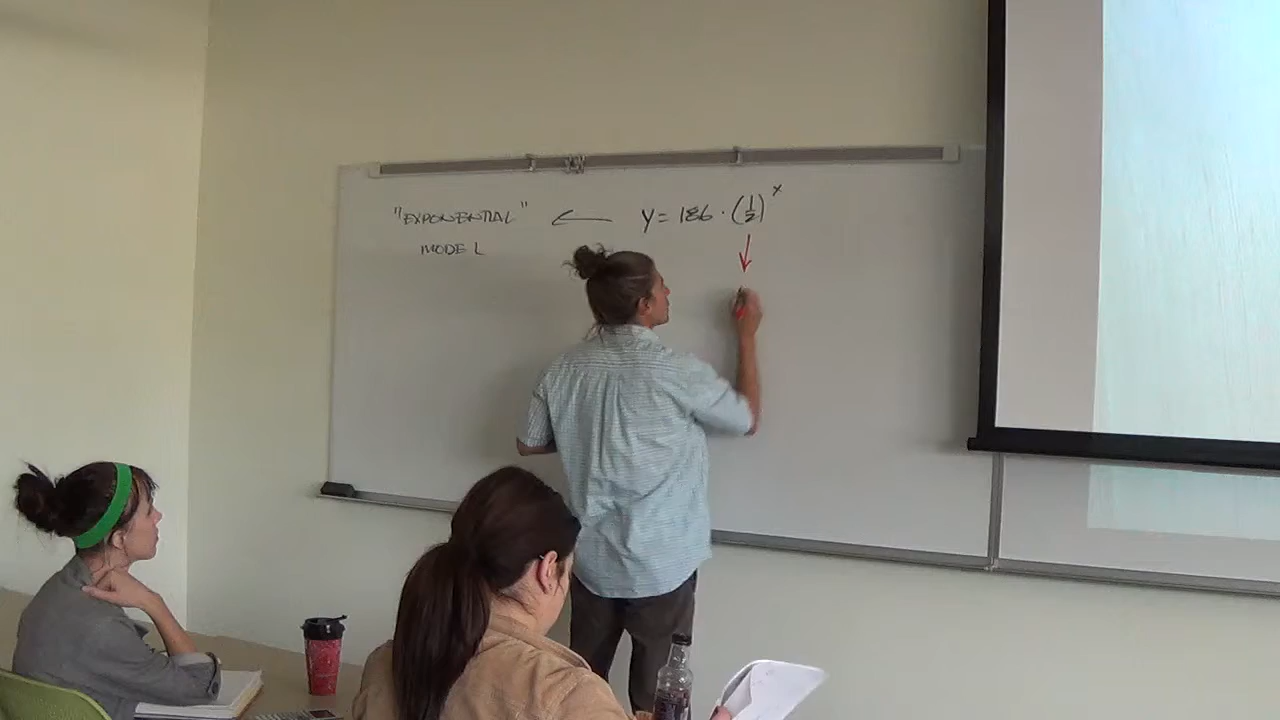 "EXPONENTIAL" ← y = 186 · (1/2)^x
MODEL